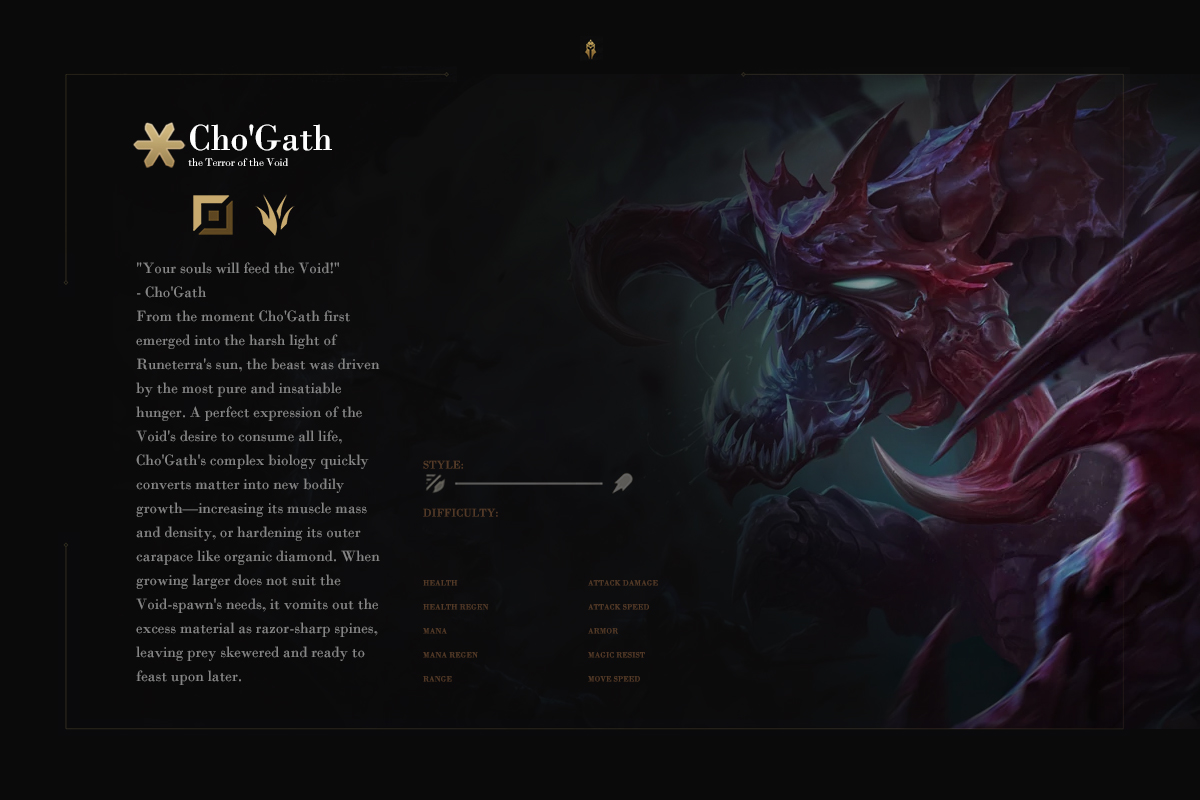 Cho'Gath
the Terror of the Void
"Your souls will feed the Void!"
- Cho'Gath
From the moment Cho'Gath first
emerged into the harsh light of
Runeterra's sun, the beast was driven
by the most pure and insatiable
hunger. A perfect expression of the
Void's desire to consume all life,
Cho'Gath's complex biology quickly
converts matter into new bodily
growth—increasing its muscle mass
and density, or hardening its outer
carapace like organic diamond. When
growing larger does not suit the
Void-spawn's needs, it vomits out the
excess material as razor-sharp spines,
leaving prey skewered and ready to
feast upon later.
STYLE:
DIFFICULTY:
HEALTH
HEALTH REGEN
MANA
MANA REGEN
RANGE
ATTACK DAMAGE
ATTACK SPEED
ARMOR
MAGIC RESIST
MOVE SPEED